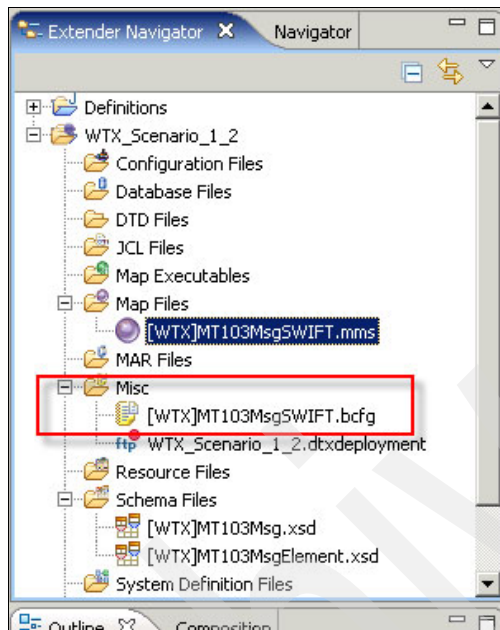 Extender Navigator Navigator
Definitions
WTX_Scenario_1_2
Configuration Files
Database Files
DTD Files
JCL Files
Map Executables
Map Files
[WTX]MT103MsgSWIFT.mms
MAR Files
Misc
[WTX]MT103MsgSWIFT.bcfg
ftp WTX_Scenario_1_2.dtxdeployment
Resource Files
Schema Files
[WTX]MT103Msg.xsd
[WTX]MT103MsgElement.xsd
System Definition Files
Outline Composition